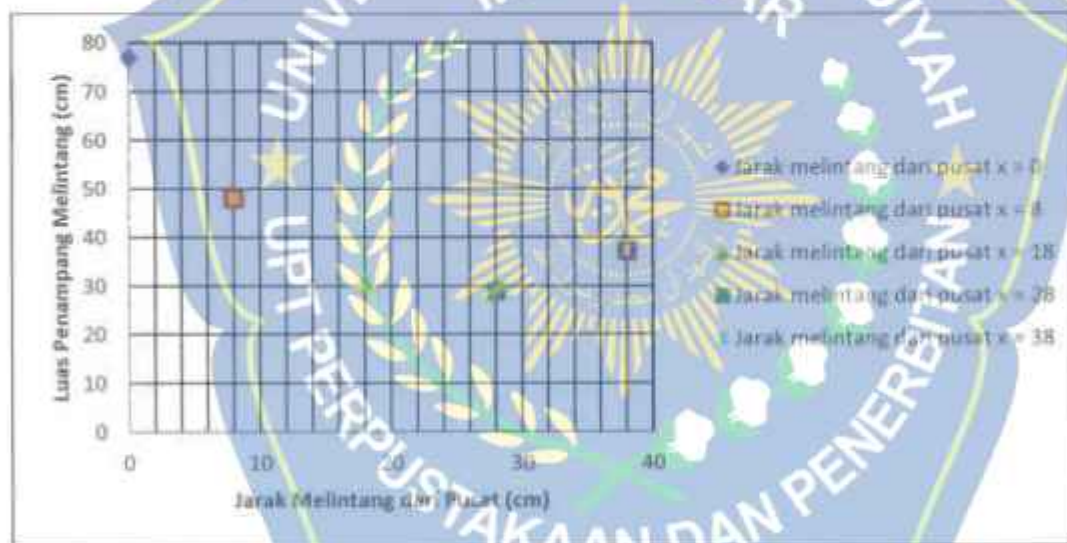 UNIVE
DIYAH
UPT PERPUSTAKAAN DAN PENERBITAN
Luas Penampang Melintang (cm)
80
70
60
50
40
30
20
10
0
0 10 20 30 40
Jarak Melintang dari Pusat (cm)
Jarak melintang dari pusat x = 0
Jarak melintang dari pusat x = 8
Jarak melintang dari pusat x = 18
Jarak melintang dari pusat x = 28
Jarak melintang dari pusat x = 38